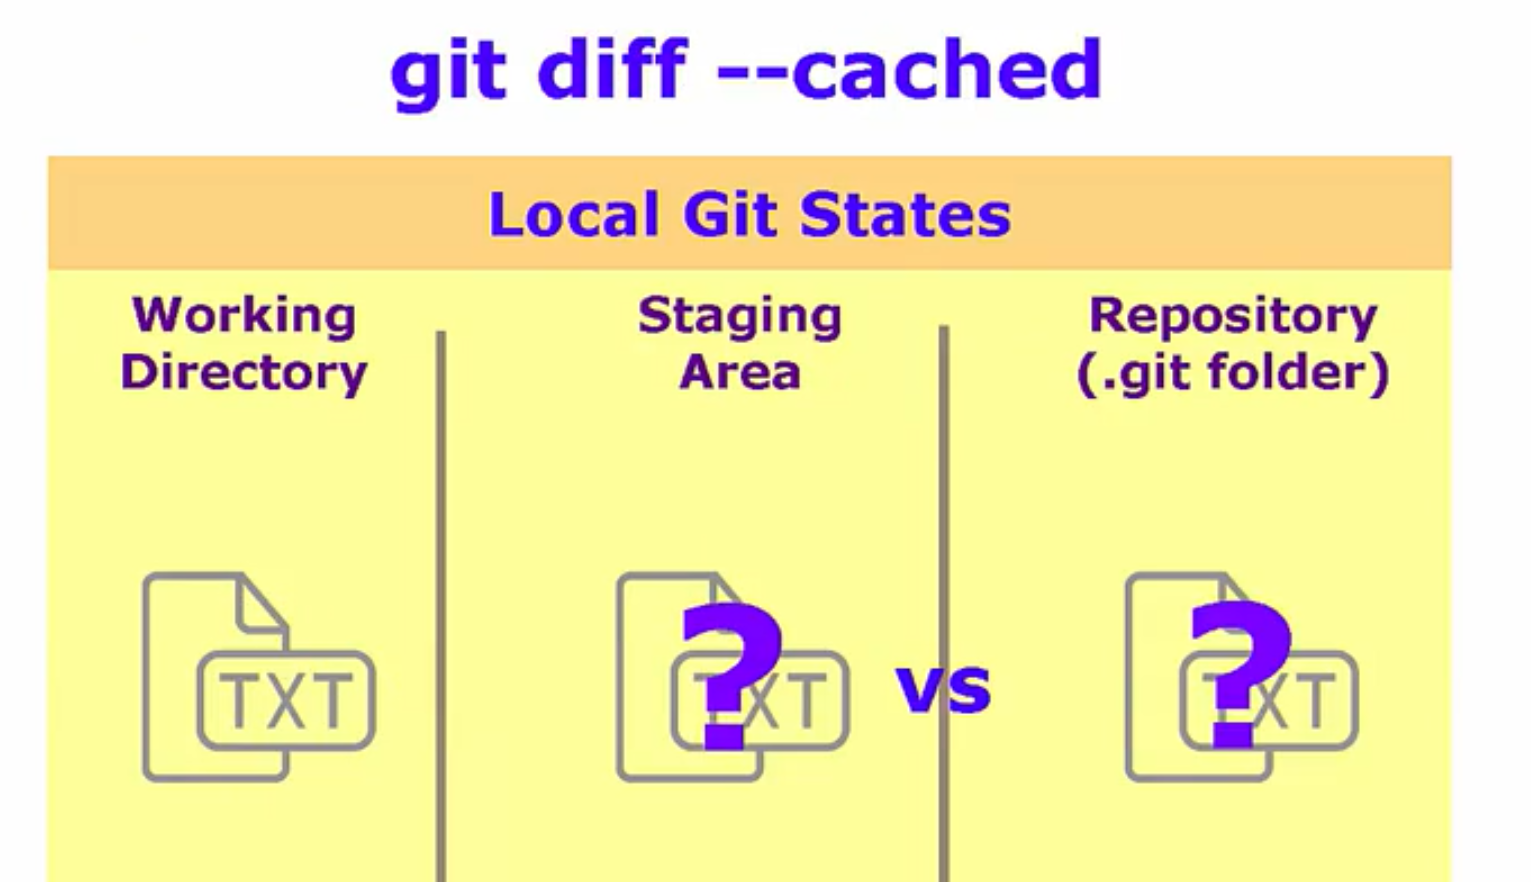 git diff --cached
Local Git States
Working
Directory
Staging
Area
Repository
(.git folder)
TXT
?
TXT
vs
?
TXT